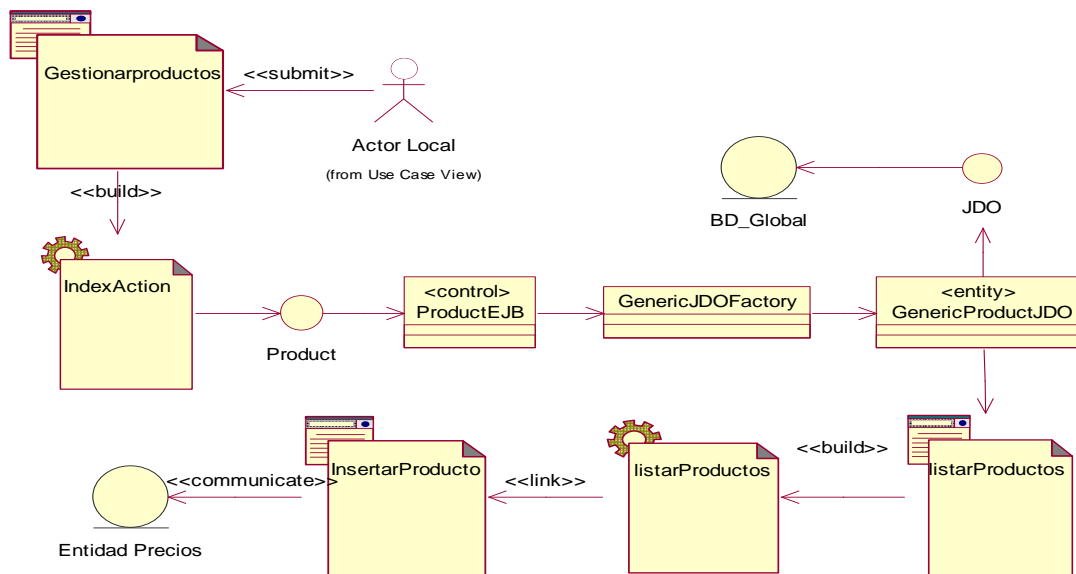 Gestionarproductos
<<submit>>
Actor Local
(from Use Case View)
<<build>>
BD_Global
JDO
IndexAction
Product
<control>
ProductEJB
GenericJDOFactory
<entity>
GenericProductJDO
<<communicate>>
Entidad Precios
InsertarProducto
<<link>>
listarProductos
<<build>>
listarProductos